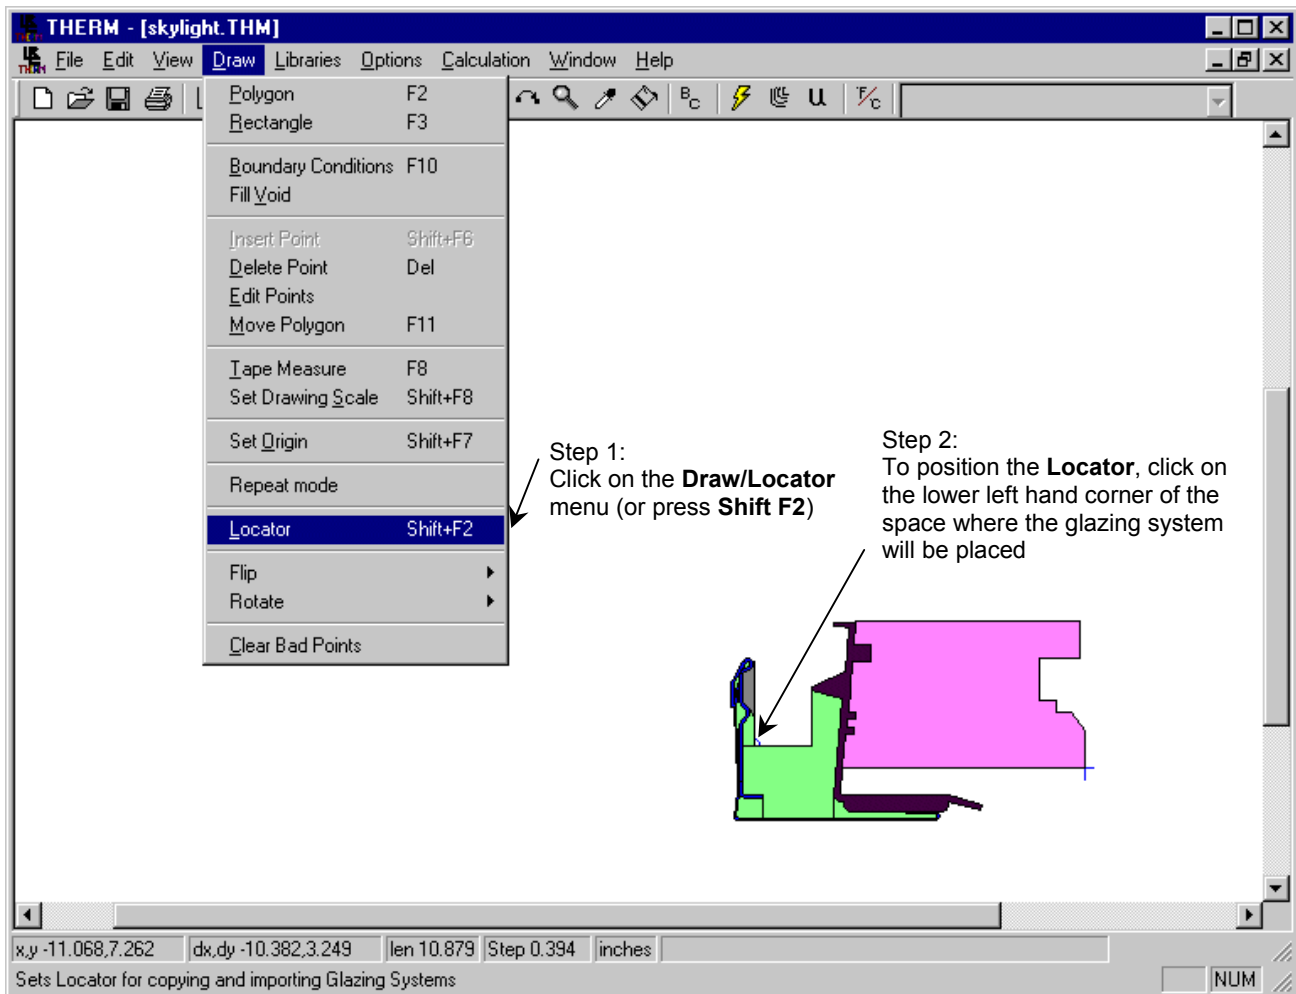 THERM - [skylight.THM]
File Edit View Draw Libraries Options Calculation Window Help
BC U °F/C
Polygon F2
Rectangle F3
Boundary Conditions F10
Fill Void
Insert Point Shift+F6
Delete Point Del
Edit Points
Move Polygon F11
Tape Measure F8
Set Drawing Scale Shift+F8
Set Origin Shift+F7
Repeat mode
Locator Shift+F2
Flip
Rotate
Clear Bad Points
Step 1:
Click on the Draw/Locator
menu (or press Shift F2)
Step 2:
To position the Locator, click on
the lower left hand corner of the
space where the glazing system
will be placed
x,y -11.068,7.262 dx,dy -10.382,3.249 len 10.879 Step 0.394 inches
Sets Locator for copying and importing Glazing Systems NUM